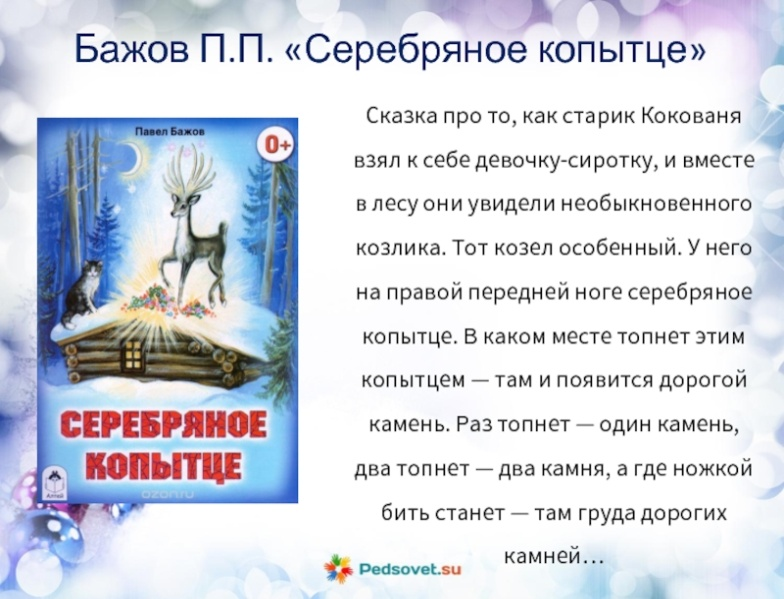 Бажов П.П. «Серебряное копытце»
Павел Бажов
0+
СЕРЕБРЯНОЕ
КОПЫТЦЕ
Алтей
ozon.ru
Сказка про то, как старик Кокованя
взял к себе девочку-сиротку, и вместе
в лесу они увидели необыкновенного
козлика. Тот козел особенный. У него
на правой передней ноге серебряное
копытце. В каком месте топнет этим
копытцем — там и появится дорогой
камень. Раз топнет — один камень,
два топнет — два камня, а где ножкой
бить станет — там груда дорогих
камней…
Pedsovet.su